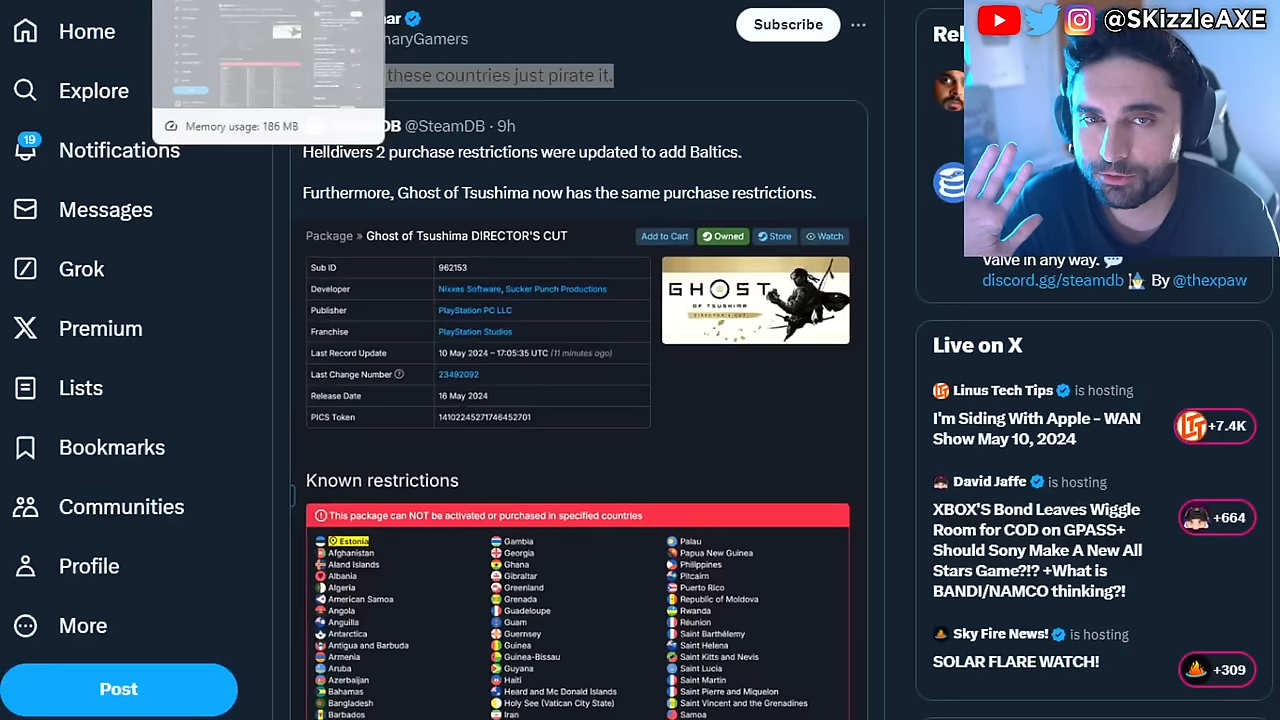 Home
Explore
19
Notifications
Messages
Grok
Premium
Lists
Bookmarks
Communities
Profile
More
Post
Memory usage: 186 MB
Subscribe
these countries just pirate it.
@SteamDB · 9h
Helldivers 2 purchase restrictions were updated to add Baltics.
Furthermore, Ghost of Tsushima now has the same purchase restrictions.
Package » Ghost of Tsushima DIRECTOR'S CUT
Add to Cart
Owned
Store
Watch
Sub ID 962153
Developer Nixxes Software, Sucker Punch Productions
Publisher PlayStation PC LLC
Franchise PlayStation Studios
Last Record Update 10 May 2024 – 17:05:35 UTC (11 minutes ago)
Last Change Number 23492092
Release Date 16 May 2024
PICS Token 14102245271746452701
GHOST
OF TSUSHIMA
DIRECTOR'S CUT
Known restrictions
This package can NOT be activated or purchased in specified countries
Estonia
Afghanistan
Aland Islands
Albania
Algeria
American Samoa
Angola
Anguilla
Antarctica
Antigua and Barbuda
Armenia
Aruba
Azerbaijan
Bahamas
Bangladesh
Barbados
Gambia
Georgia
Ghana
Gibraltar
Greenland
Grenada
Guadeloupe
Guam
Guernsey
Guinea
Guinea-Bissau
Guyana
Haiti
Heard and Mc Donald Islands
Holy See (Vatican City State)
Iran
Palau
Papua New Guinea
Philippines
Pitcairn
Puerto Rico
Republic of Moldova
Rwanda
Réunion
Saint Barthélemy
Saint Helena
Saint Kitts and Nevis
Saint Lucia
Saint Martin
Saint Pierre and Miquelon
Saint Vincent and the Grenadines
Samoa
@SKizzleAXE
valve in any way.
discord.gg/steamdb By @thexpaw
Live on X
Linus Tech Tips is hosting
I'm Siding With Apple – WAN
Show May 10, 2024
+7.4K
David Jaffe is hosting
XBOX'S Bond Leaves Wiggle
Room for COD on GPASS+
Should Sony Make A New All
Stars Game?!? +What is
BANDI/NAMCO thinking?!
+664
Sky Fire News! is hosting
SOLAR FLARE WATCH!
+309